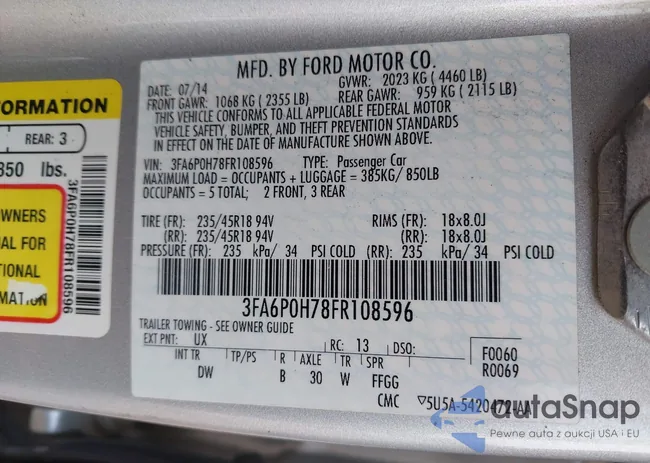 MFD. BY FORD MOTOR CO.
DATE: 07/14 GVWR: 2023 KG ( 4460 LB)
FRONT GAWR: 1068 KG ( 2355 LB) REAR GAWR: 959 KG ( 2115 LB)
THIS VEHICLE CONFORMS TO ALL APPLICABLE FEDERAL MOTOR
VEHICLE SAFETY, BUMPER, AND THEFT PREVENTION STANDARDS
IN EFFECT ON THE DATE OF MANUFACTURE SHOWN ABOVE.
VIN: 3FA6P0H78FR108596 TYPE: Passenger Car
MAXIMUM LOAD = OCCUPANTS + LUGGAGE = 385KG/ 850LB
OCCUPANTS = 5 TOTAL; 2 FRONT, 3 REAR
TIRE (FR): 235/45R18 94V RIMS (FR): 18x8.0J
(RR): 235/45R18 94V (RR): 18x8.0J
PRESSURE (FR): 235 kPa/ 34 PSI COLD (RR): 235 kPa/ 34 PSI COLD
3FA6P0H78FR108596
TRAILER TOWING - SEE OWNER GUIDE
EXT PNT: UX RC: 13 DSO:
INT TR TP/PS R AXLE TR SPR
DW B 30 W FFGG
F0060
R0069
CMC ▽5U5A-5420472-AA
ORMATION
REAR: 3
850 lbs.
WNERS
UAL FOR
TIONAL
MATION
3FA6P0H78FR108596
autoSnap
Pewne auta z aukcji USA i EU